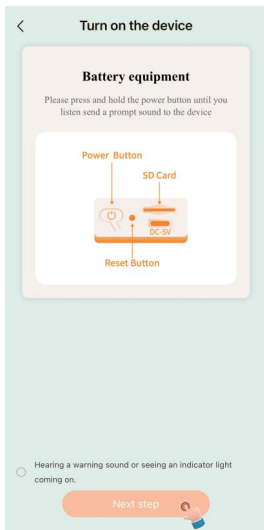 Turn on the device
Battery equipment
Please press and hold the power button until you
listen send a prompt sound to the device
Power Button
SD Card
DC-5V
Reset Button
Hearing a warning sound or seeing an indicator light
coming on.
Next step